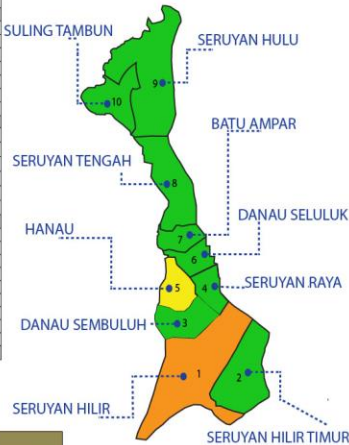 SULING TAMBUN
SERUYAN HULU
9
10
BATU AMPAR
SERUYAN TENGAH
8
DANAU SELULUK
HANAU
7
6
5
4
SERUYAN RAYA
DANAU SEMBULUH
3
1
2
SERUYAN HILIR
SERUYAN HILIR TIMUR